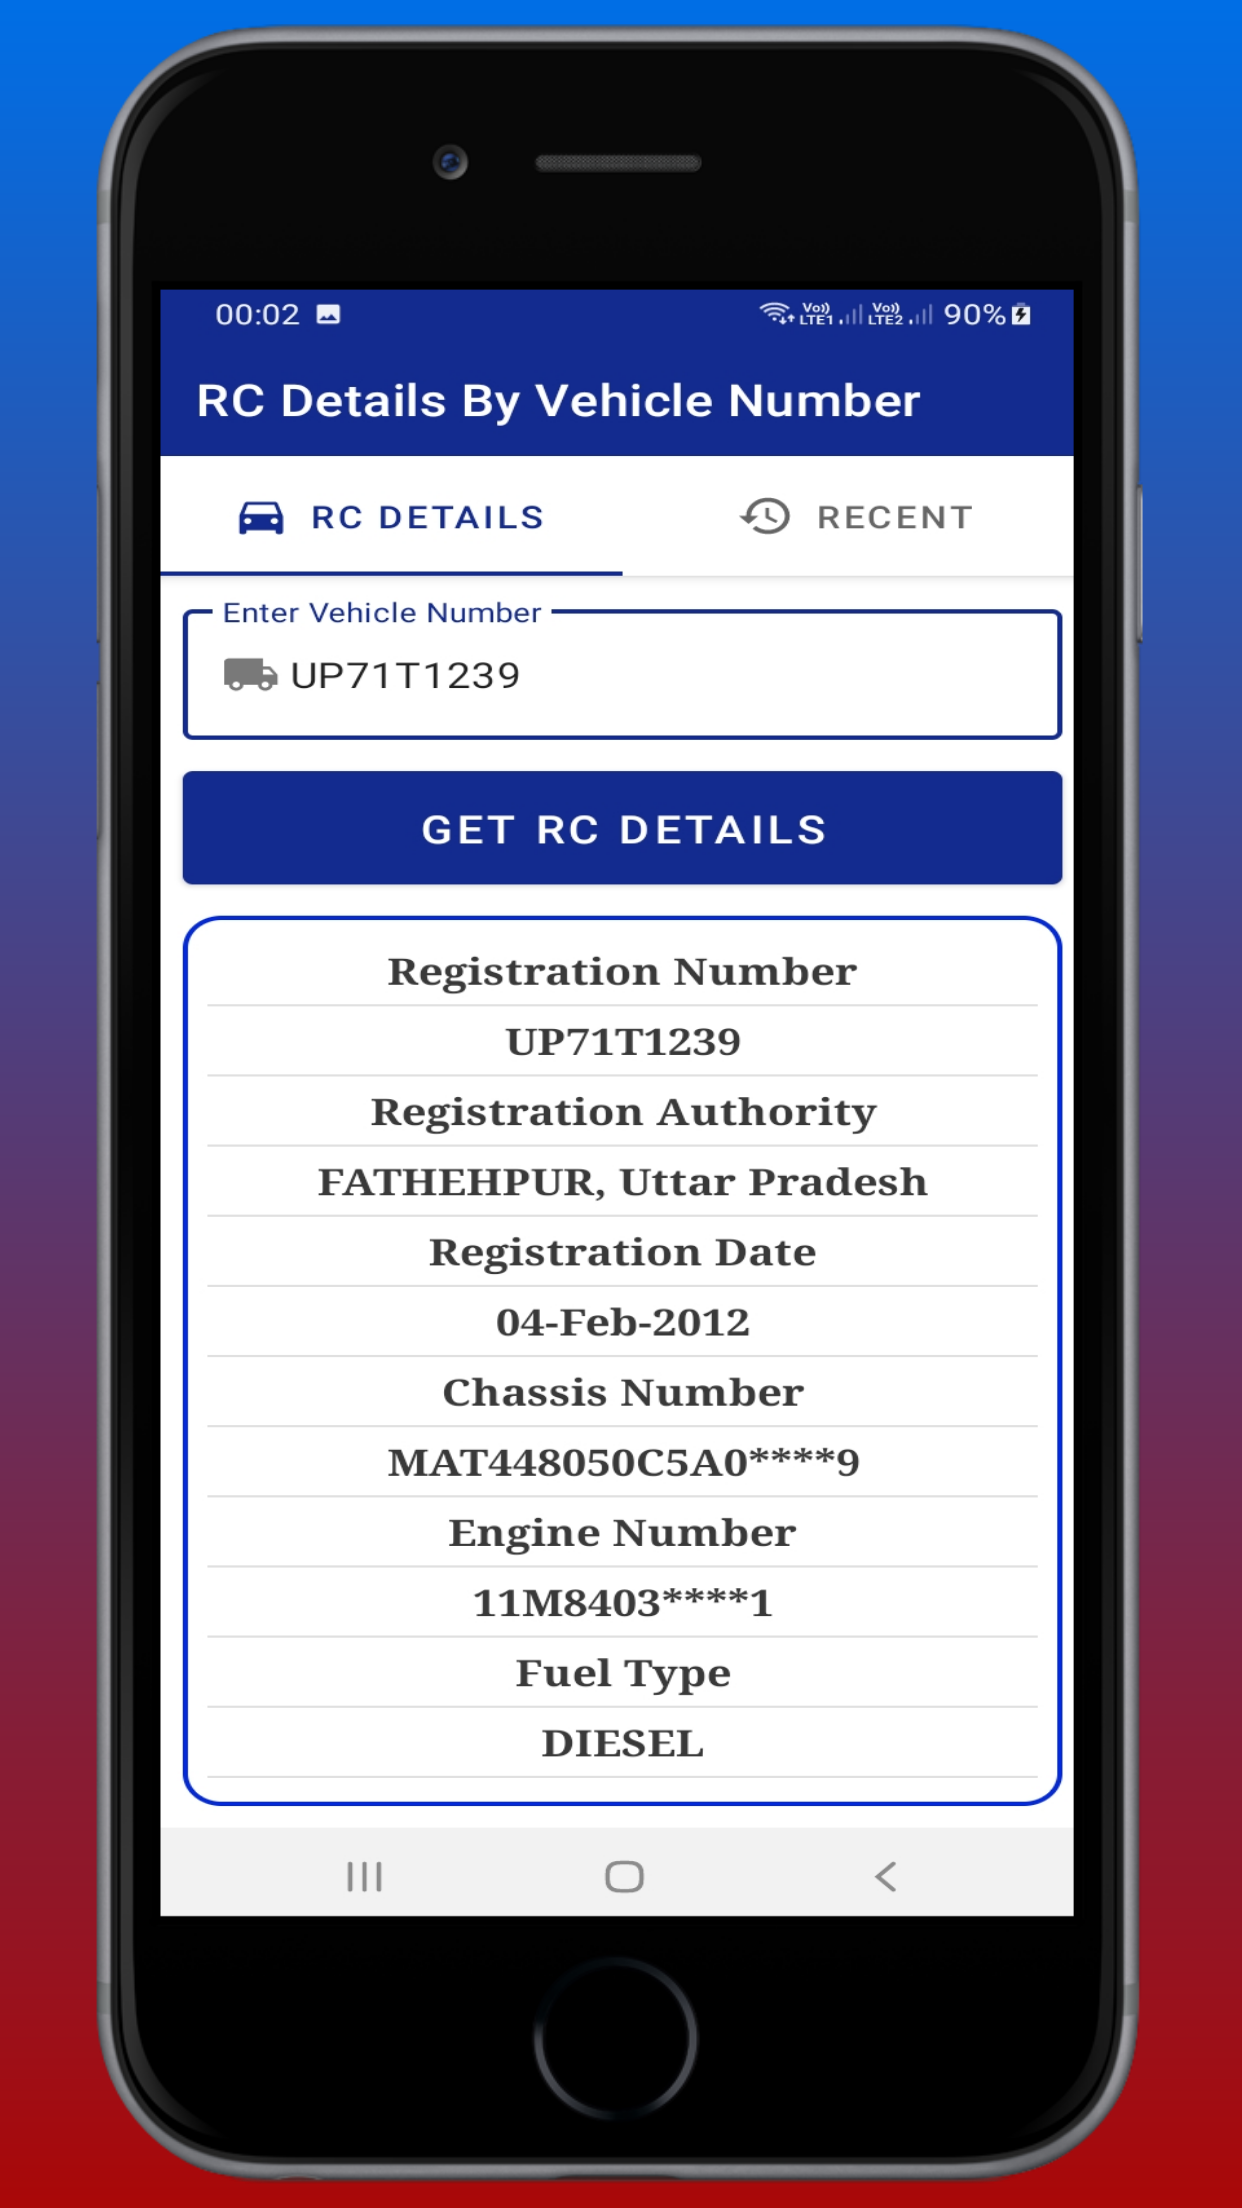 00:02
Vo)) LTE1 Vo)) LTE2 90%
RC Details By Vehicle Number
RC DETAILS
RECENT
Enter Vehicle Number
UP71T1239
GET RC DETAILS
Registration Number
UP71T1239
Registration Authority
FATHEHPUR, Uttar Pradesh
Registration Date
04-Feb-2012
Chassis Number
MAT448050C5A0****9
Engine Number
11M8403****1
Fuel Type
DIESEL